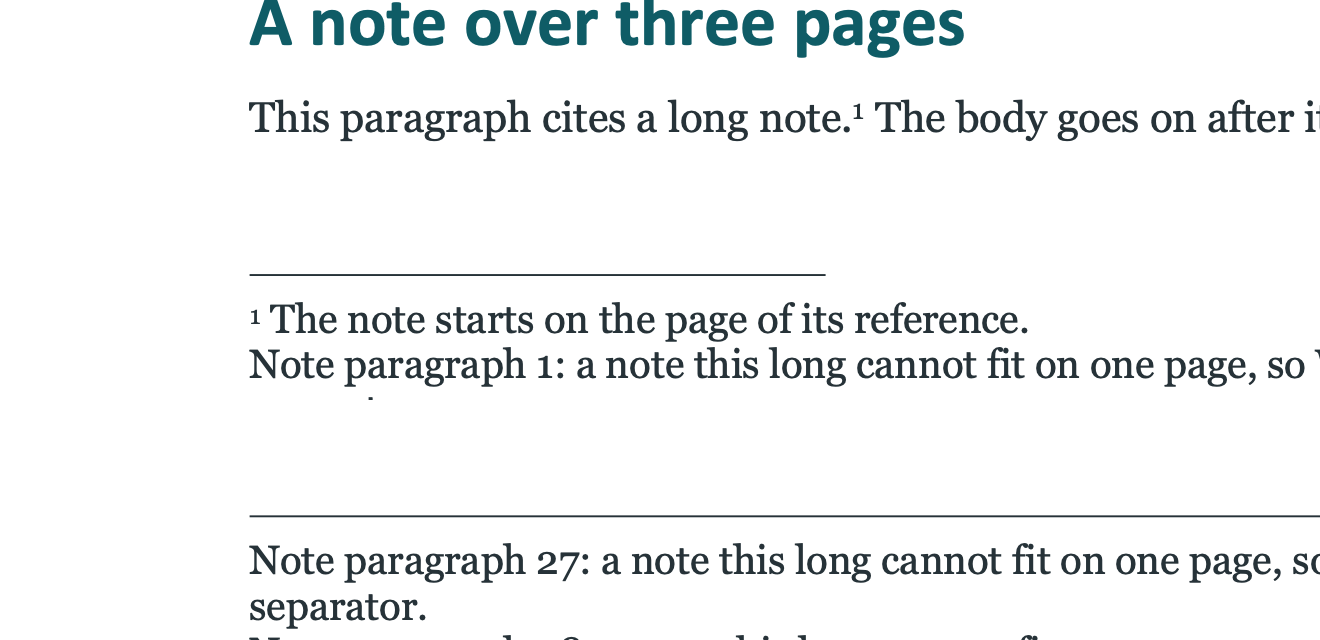 A note over three pages
This paragraph cites a long note.¹ The body goes on after
¹ The note starts on the page of its reference.
Note paragraph 1: a note this long cannot fit on one page, so
Note paragraph 27: a note this long cannot fit on one page, so
separator.